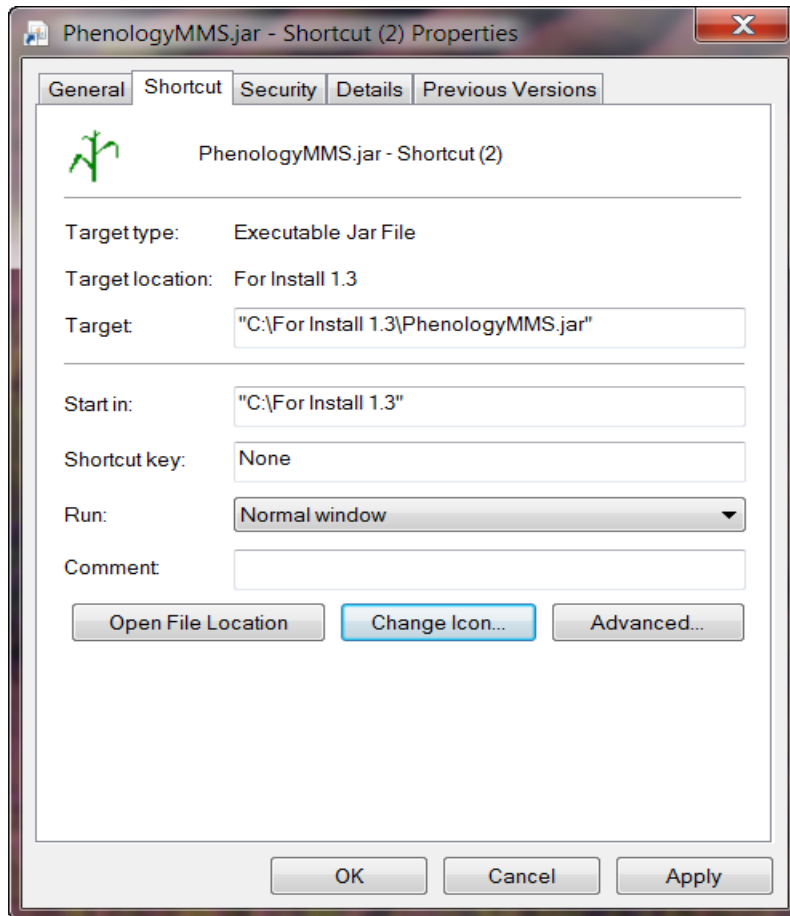 PhenologyMMS.jar - Shortcut (2) Properties
General Shortcut Security Details Previous Versions
PhenologyMMS.jar - Shortcut (2)
Target type: Executable Jar File
Target location: For Install 1.3
Target: "C:\For Install 1.3\PhenologyMMS.jar"
Start in: "C:\For Install 1.3"
Shortcut key: None
Run: Normal window
Comment:
Open File Location Change Icon... Advanced...
OK Cancel Apply